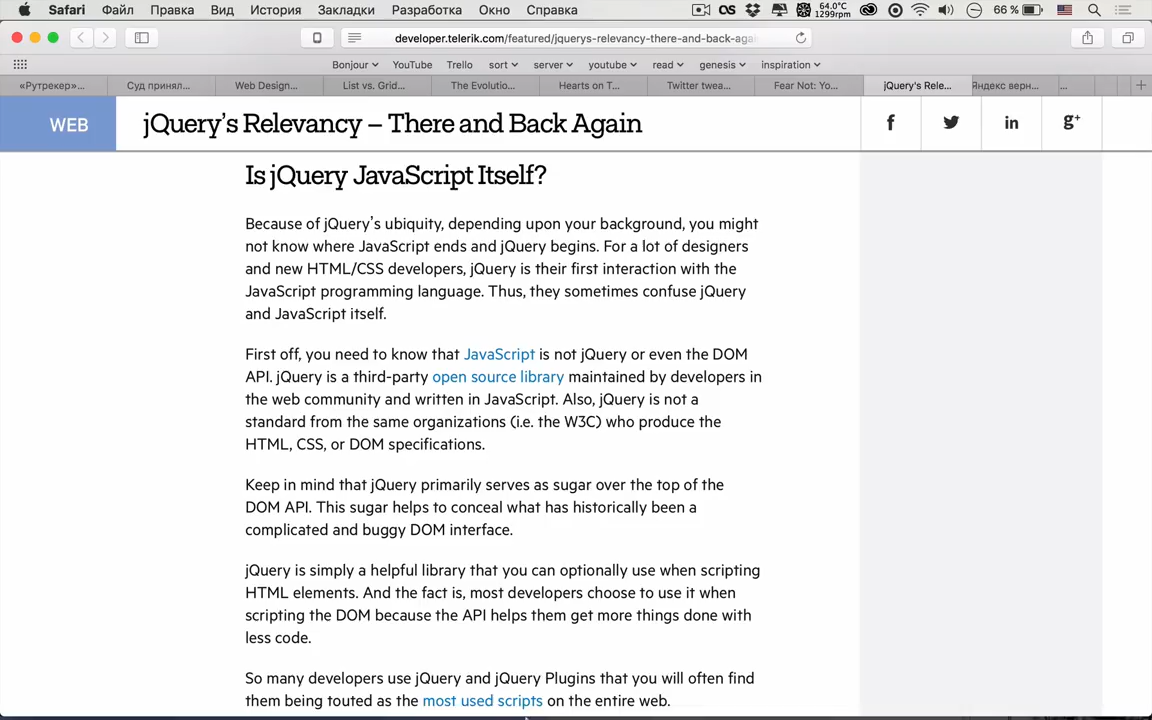 Safari Файл Правка Вид История Закладки Разработка Окно Справка 64.0°C 1299rpm 66 %
developer.telerik.com/featured/jquerys-relevancy-there-and-back-agai
Bonjour YouTube Trello sort server youtube read genesis inspiration
«Рутрекер»... Суд принял... Web Design... List vs. Grid... The Evolutio... Hearts on T... Twitter twea... Fear Not: Yo... jQuery's Rele... Яндекс верн... ...
WEB jQuery's Relevancy – There and Back Again f in g+
Is jQuery JavaScript Itself?
Because of jQuery's ubiquity, depending upon your background, you might
not know where JavaScript ends and jQuery begins. For a lot of designers
and new HTML/CSS developers, jQuery is their first interaction with the
JavaScript programming language. Thus, they sometimes confuse jQuery
and JavaScript itself.
First off, you need to know that JavaScript is not jQuery or even the DOM
API. jQuery is a third-party open source library maintained by developers in
the web community and written in JavaScript. Also, jQuery is not a
standard from the same organizations (i.e. the W3C) who produce the
HTML, CSS, or DOM specifications.
Keep in mind that jQuery primarily serves as sugar over the top of the
DOM API. This sugar helps to conceal what has historically been a
complicated and buggy DOM interface.
jQuery is simply a helpful library that you can optionally use when scripting
HTML elements. And the fact is, most developers choose to use it when
scripting the DOM because the API helps them get more things done with
less code.
So many developers use jQuery and jQuery Plugins that you will often find
them being touted as the most used scripts on the entire web.